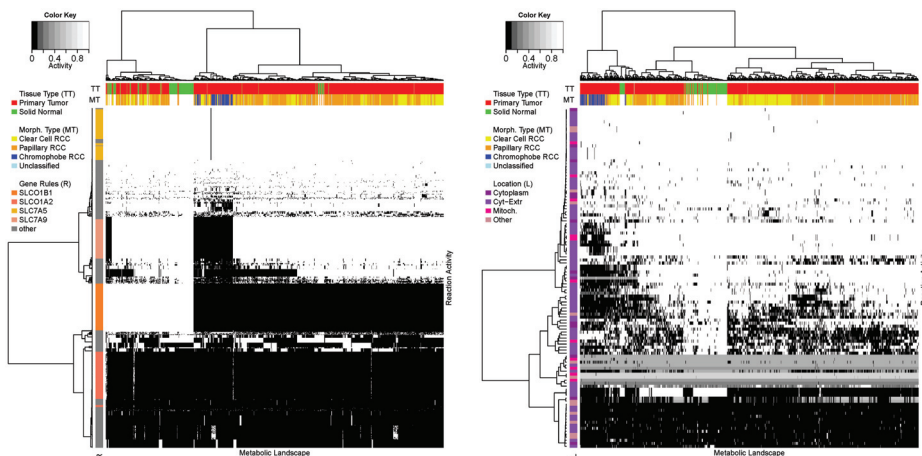 Color Key
0 0.4 0.8
Activity
TT
MT
Tissue Type (TT)
Primary Tumor
Solid Normal
Morph. Type (MT)
Clear Cell RCC
Papillary RCC
Chromophobe RCC
Unclassified
Gene Rules (R)
SLCO1B1
SLCO1A2
SLC7A5
SLC7A9
other
Reaction Activity
Metabolic Landscape
Color Key
0 0.4 0.8
Activity
TT
MT
Tissue Type (TT)
Primary Tumor
Solid Normal
Morph. Type (MT)
Clear Cell RCC
Papillary RCC
Chromophobe RCC
Unclassified
Location (L)
Cytoplasm
Cyt-Extr
Mitoch.
Other
Metabolic Landscape